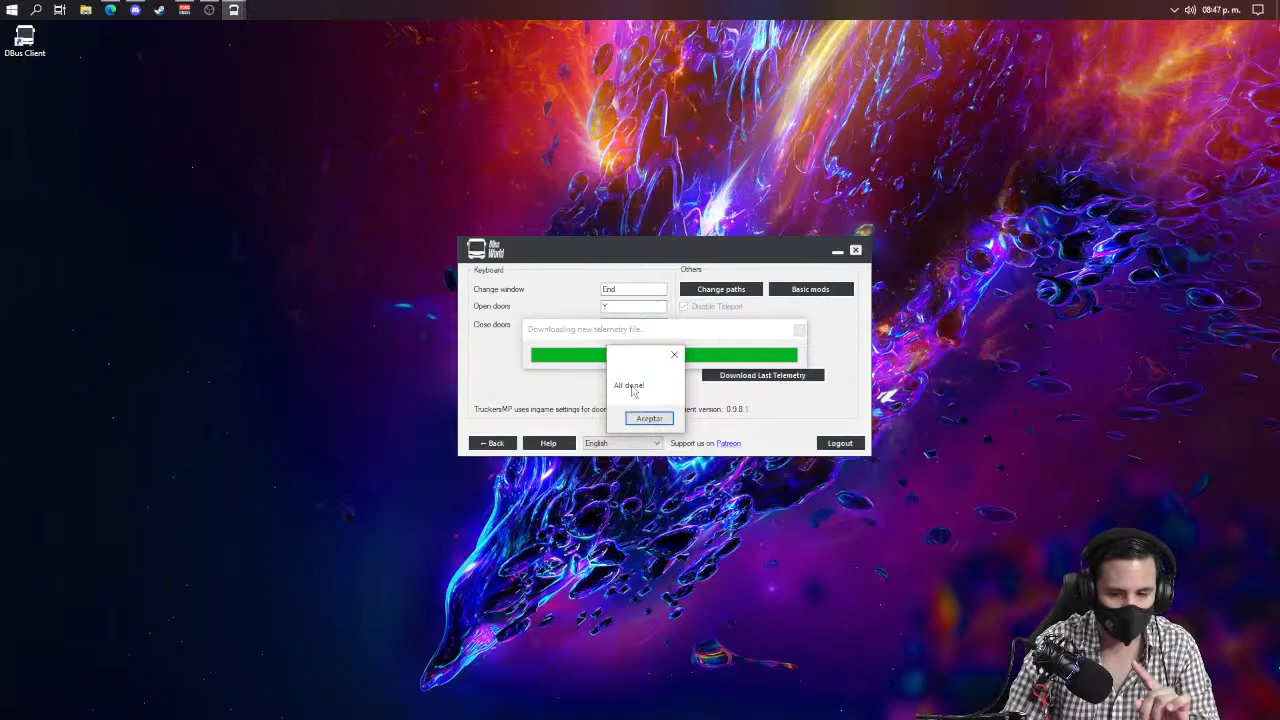 08:47 p. m.
DBus Client
Dbus
World
Keyboard
Others
Change window
End
Change paths
Basic mods
Open doors
Y
Disable Teleport
Close doors
Downloading new telemetry file..
All done!
Download Last Telemetry
TruckersMP uses ingame settings for door
ent version: 0.9.8.1
Aceptar
← Back
Help
English
Support us on Patreon
Logout